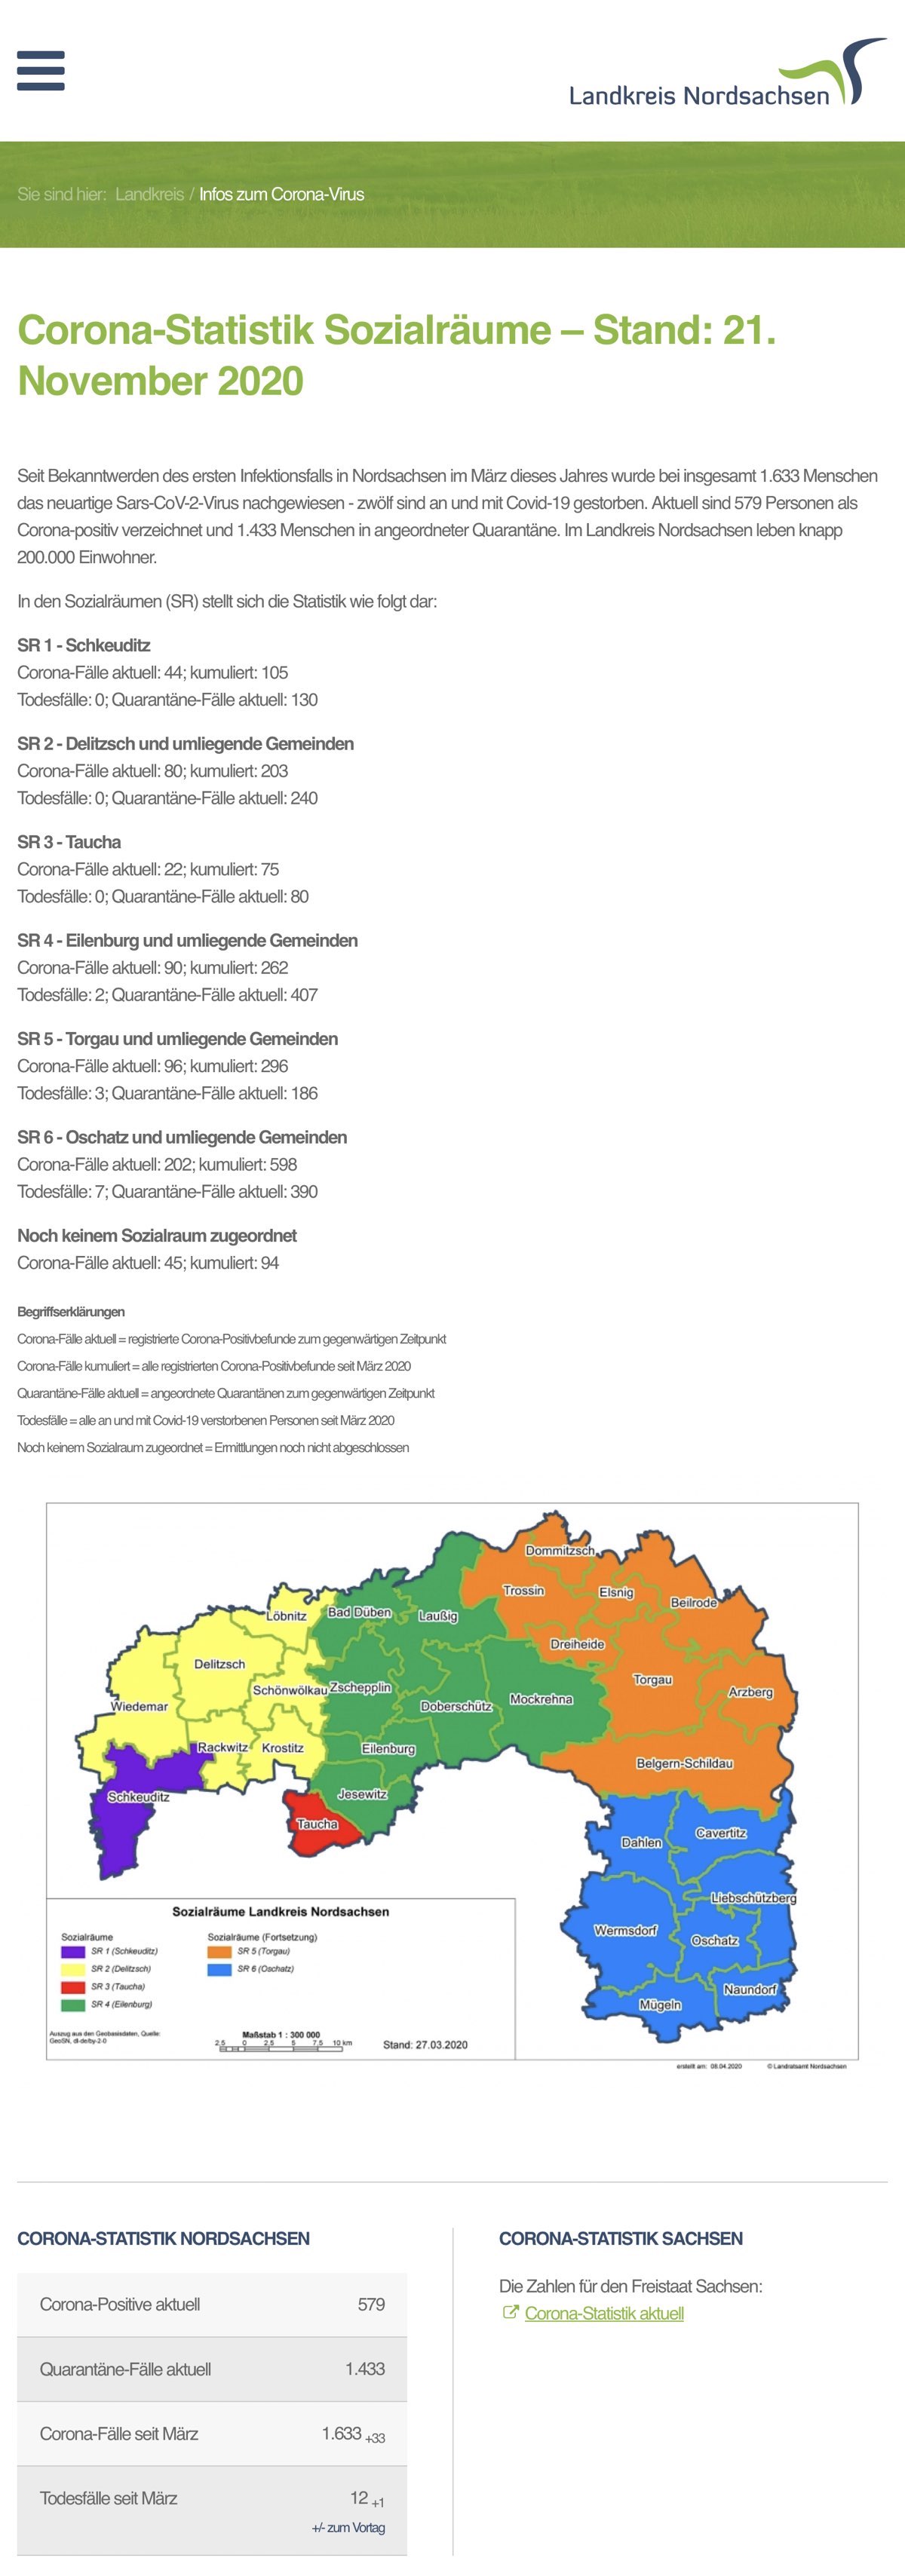 Landkreis Nordsachsen
Sie sind hier: Landkreis / Infos zum Corona-Virus
Corona-Statistik Sozialräume – Stand: 21.
November 2020
Seit Bekanntwerden des ersten Infektionsfalls in Nordsachsen im März dieses Jahres wurde bei insgesamt 1.633 Menschen
das neuartige Sars-CoV-2-Virus nachgewiesen - zwölf sind an und mit Covid-19 gestorben. Aktuell sind 579 Personen als
Corona-positiv verzeichnet und 1.433 Menschen in angeordneter Quarantäne. Im Landkreis Nordsachsen leben knapp
200.000 Einwohner.
In den Sozialräumen (SR) stellt sich die Statistik wie folgt dar:
SR 1 - Schkeuditz
Corona-Fälle aktuell: 44; kumuliert: 105
Todesfälle: 0; Quarantäne-Fälle aktuell: 130
SR 2 - Delitzsch und umliegende Gemeinden
Corona-Fälle aktuell: 80; kumuliert: 203
Todesfälle: 0; Quarantäne-Fälle aktuell: 240
SR 3 - Taucha
Corona-Fälle aktuell: 22; kumuliert: 75
Todesfälle: 0; Quarantäne-Fälle aktuell: 80
SR 4 - Eilenburg und umliegende Gemeinden
Corona-Fälle aktuell: 90; kumuliert: 262
Todesfälle: 2; Quarantäne-Fälle aktuell: 407
SR 5 - Torgau und umliegende Gemeinden
Corona-Fälle aktuell: 96; kumuliert: 296
Todesfälle: 3; Quarantäne-Fälle aktuell: 186
SR 6 - Oschatz und umliegende Gemeinden
Corona-Fälle aktuell: 202; kumuliert: 598
Todesfälle: 7; Quarantäne-Fälle aktuell: 390
Noch keinem Sozialraum zugeordnet
Corona-Fälle aktuell: 45; kumuliert: 94
Begriffserklärungen
Corona-Fälle aktuell = registrierte Corona-Positivbefunde zum gegenwärtigen Zeitpunkt
Corona-Fälle kumuliert = alle registrierten Corona-Positivbefunde seit März 2020
Quarantäne-Fälle aktuell = angeordnete Quarantänen zum gegenwärtigen Zeitpunkt
Todesfälle = alle an und mit Covid-19 verstorbenen Personen seit März 2020
Noch keinem Sozialraum zugeordnet = Ermittlungen noch nicht abgeschlossen
Dommitzsch
Trossin
Elsnig
Beilrode
Löbnitz
Bad Düben
Laußig
Dreiheide
Delitzsch
Torgau
Schönwölkau
Zschepplin
Arzberg
Wiedemar
Doberschütz
Mockrehna
Rackwitz
Krostitz
Eilenburg
Belgern-Schildau
Schkeuditz
Jesewitz
Taucha
Dahlen
Cavertitz
Liebschützberg
Wermsdorf
Oschatz
Naundorf
Mügeln
Sozialräume Landkreis Nordsachsen
Sozialräume
SR 1 (Schkeuditz)
SR 2 (Delitzsch)
SR 3 (Taucha)
SR 4 (Eilenburg)
Sozialräume (Fortsetzung)
SR 5 (Torgau)
SR 6 (Oschatz)
Auszug aus den Geobasisdaten, Quelle:
GeoSN, dl-de/by-2-0
Maßstab 1 : 300 000
2,5 0 2,5 5 7,5 10 km
Stand: 27.03.2020
erstellt am: 08.04.2020 © Landratsamt Nordsachsen
CORONA-STATISTIK NORDSACHSEN
Corona-Positive aktuell 579
Quarantäne-Fälle aktuell 1.433
Corona-Fälle seit März 1.633 +33
Todesfälle seit März 12 +1
+/- zum Vortag
CORONA-STATISTIK SACHSEN
Die Zahlen für den Freistaat Sachsen:
Corona-Statistik aktuell